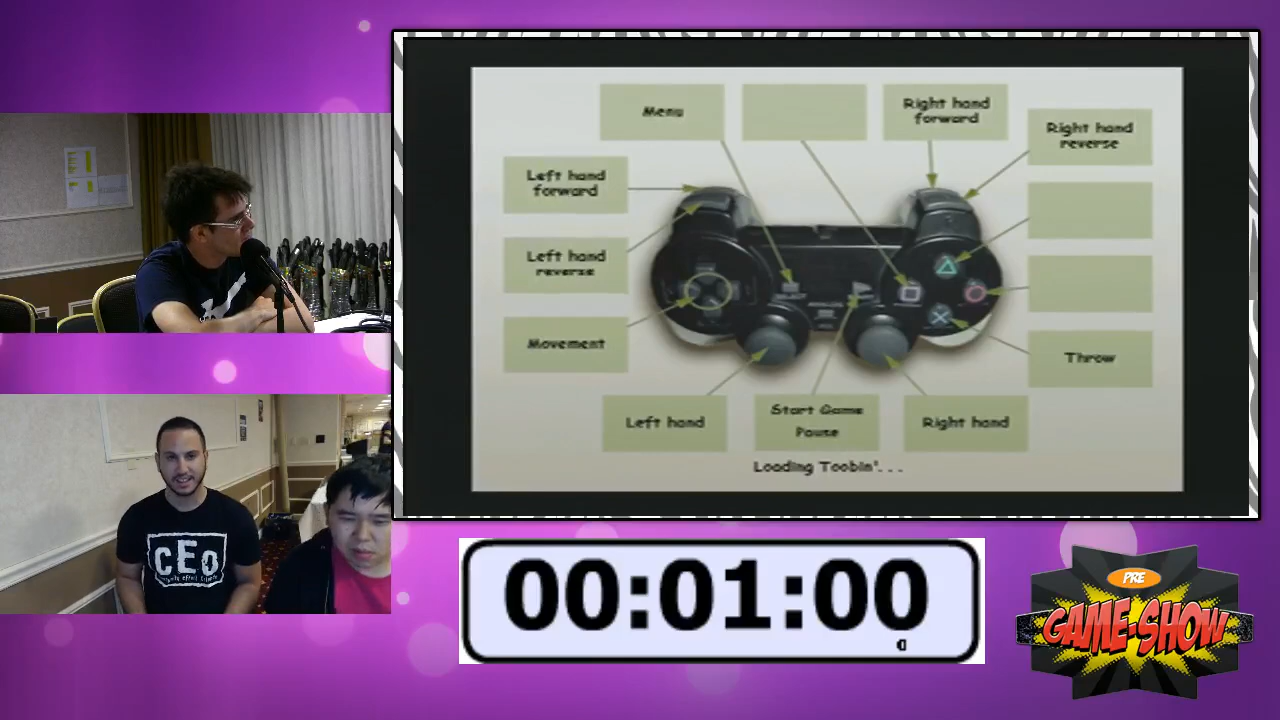 Menu
Right hand
forward
Right hand
reverse
Left hand
forward
Left hand
reverse
Movement
SELECT
Throw
Left hand
Start Game
Pause
Right hand
Loading Toobin'...
CEO
00:01:00
PRE
GAME-SHOW